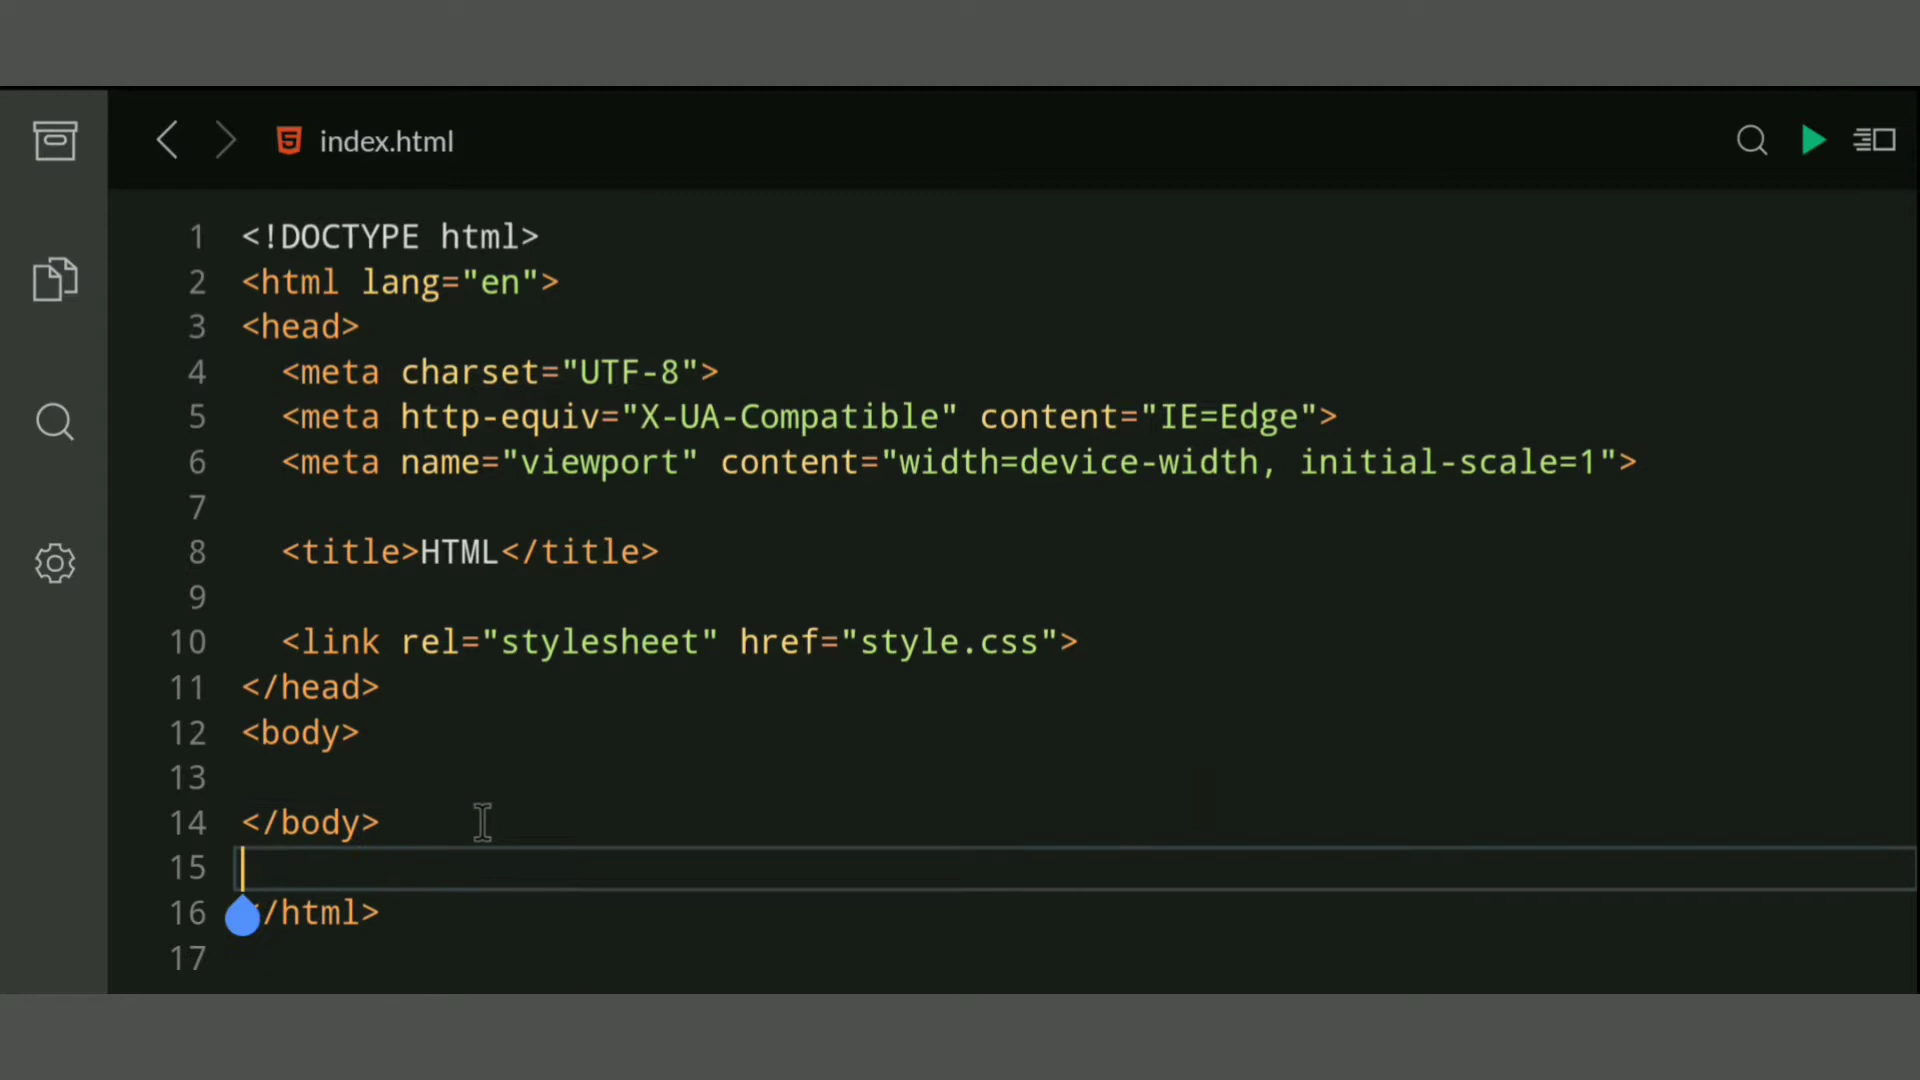 index.html
1 <!DOCTYPE html>
2 <html lang="en">
3 <head>
4   <meta charset="UTF-8">
5   <meta http-equiv="X-UA-Compatible" content="IE=Edge">
6   <meta name="viewport" content="width=device-width, initial-scale=1">
7
8   <title>HTML</title>
9
10   <link rel="stylesheet" href="style.css">
11 </head>
12 <body>
13
14 </body>
15
16 </html>
17